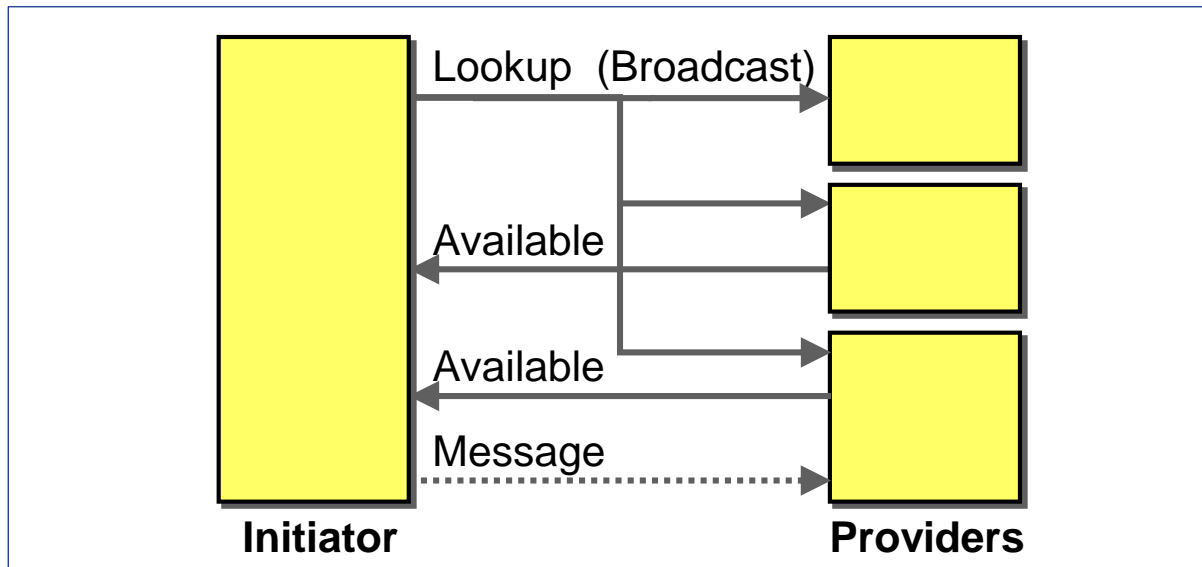 Lookup (Broadcast)
Available
Available
Message
Initiator
Providers